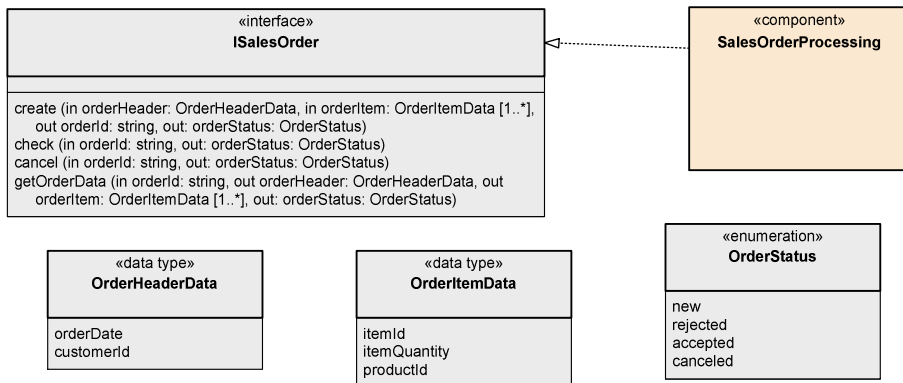 «interface»
ISalesOrder
create (in orderHeader: OrderHeaderData, in orderItem: OrderItemData [1..*],
out orderId: string, out: orderStatus: OrderStatus)
check (in orderId: string, out: orderStatus: OrderStatus)
cancel (in orderId: string, out: orderStatus: OrderStatus)
getOrderData (in orderId: string, out orderHeader: OrderHeaderData, out
orderItem: OrderItemData [1..*], out: orderStatus: OrderStatus)
«component»
SalesOrderProcessing
«data type»
OrderHeaderData
orderDate
customerId
«data type»
OrderItemData
itemId
itemQuantity
productId
«enumeration»
OrderStatus
new
rejected
accepted
canceled